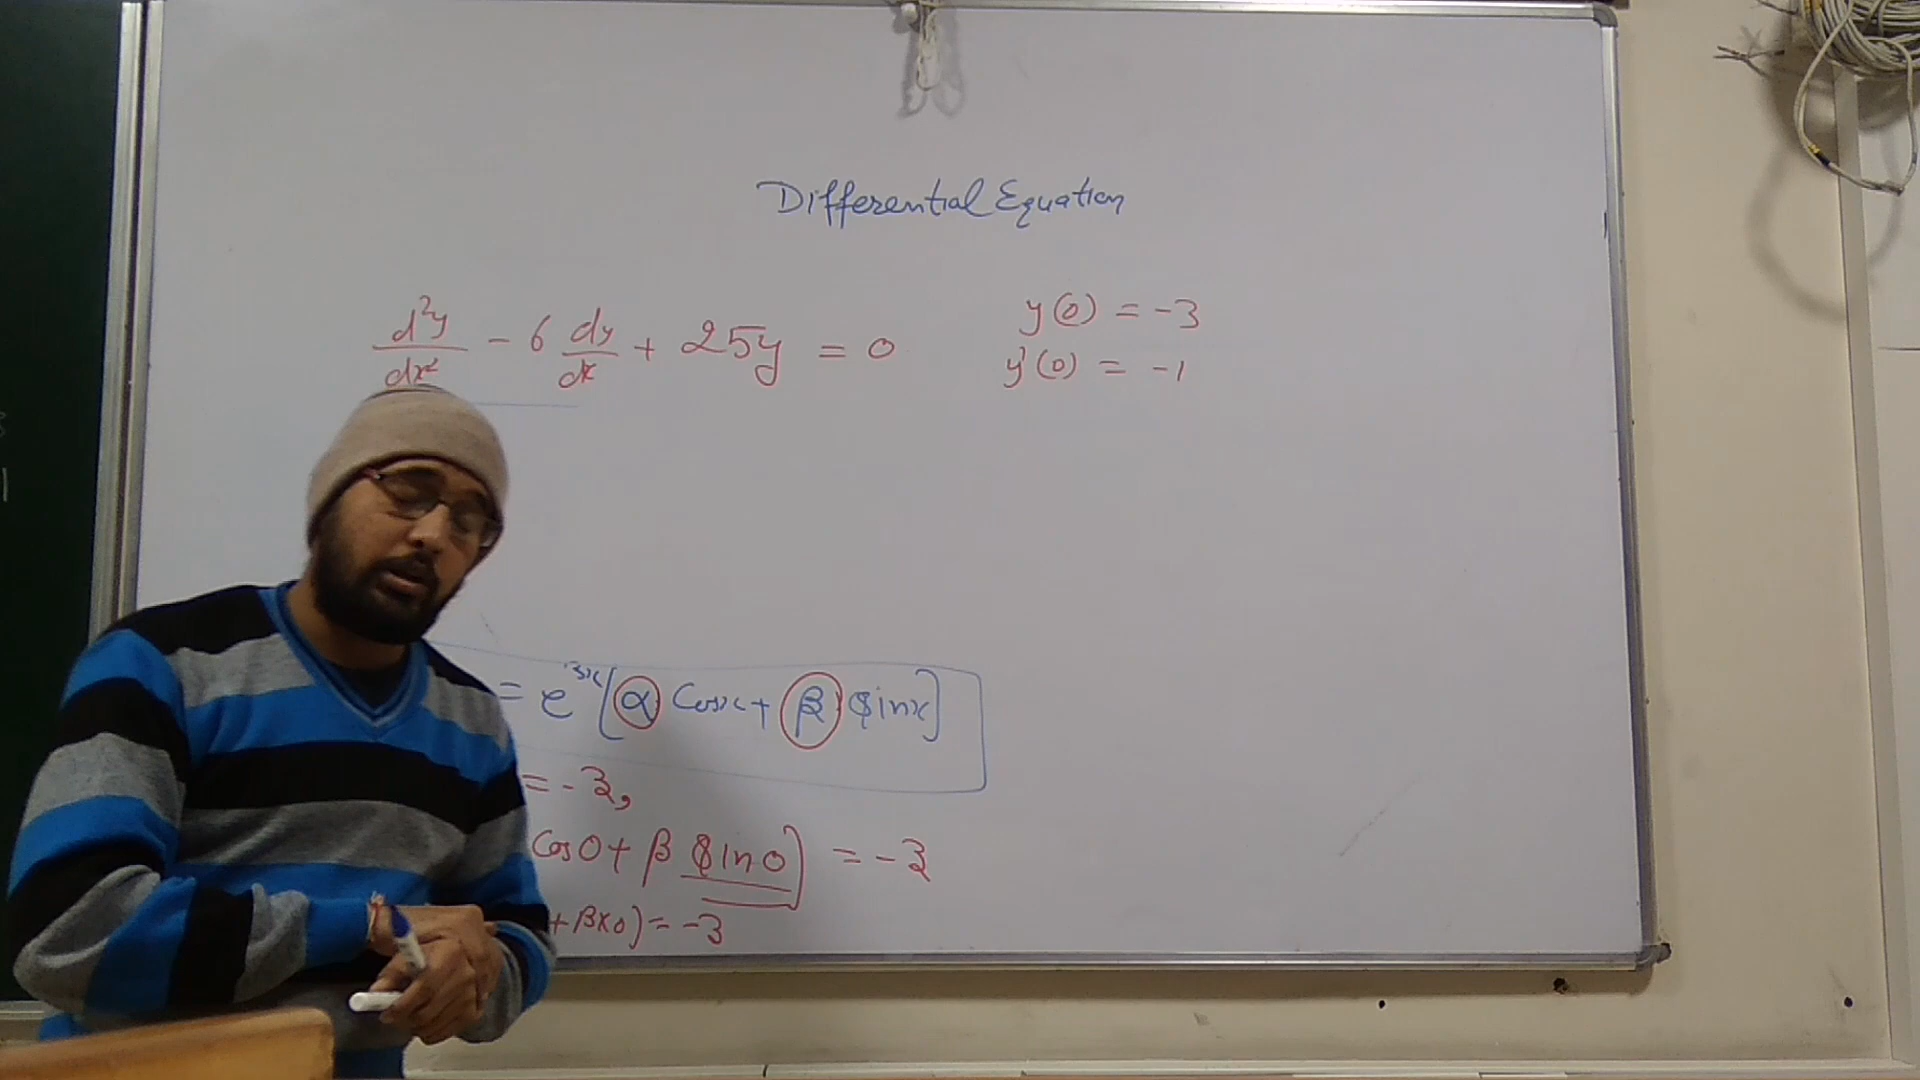 Differential Equation
d²y/dx² - 6 dy/dx + 25y = 0
y(0) = -3
y'(0) = -1
= e³ˣ[α Cosx + β Sinx]
= -3,
Cos0 + β Sin0) = -3
+ β×0) = -3